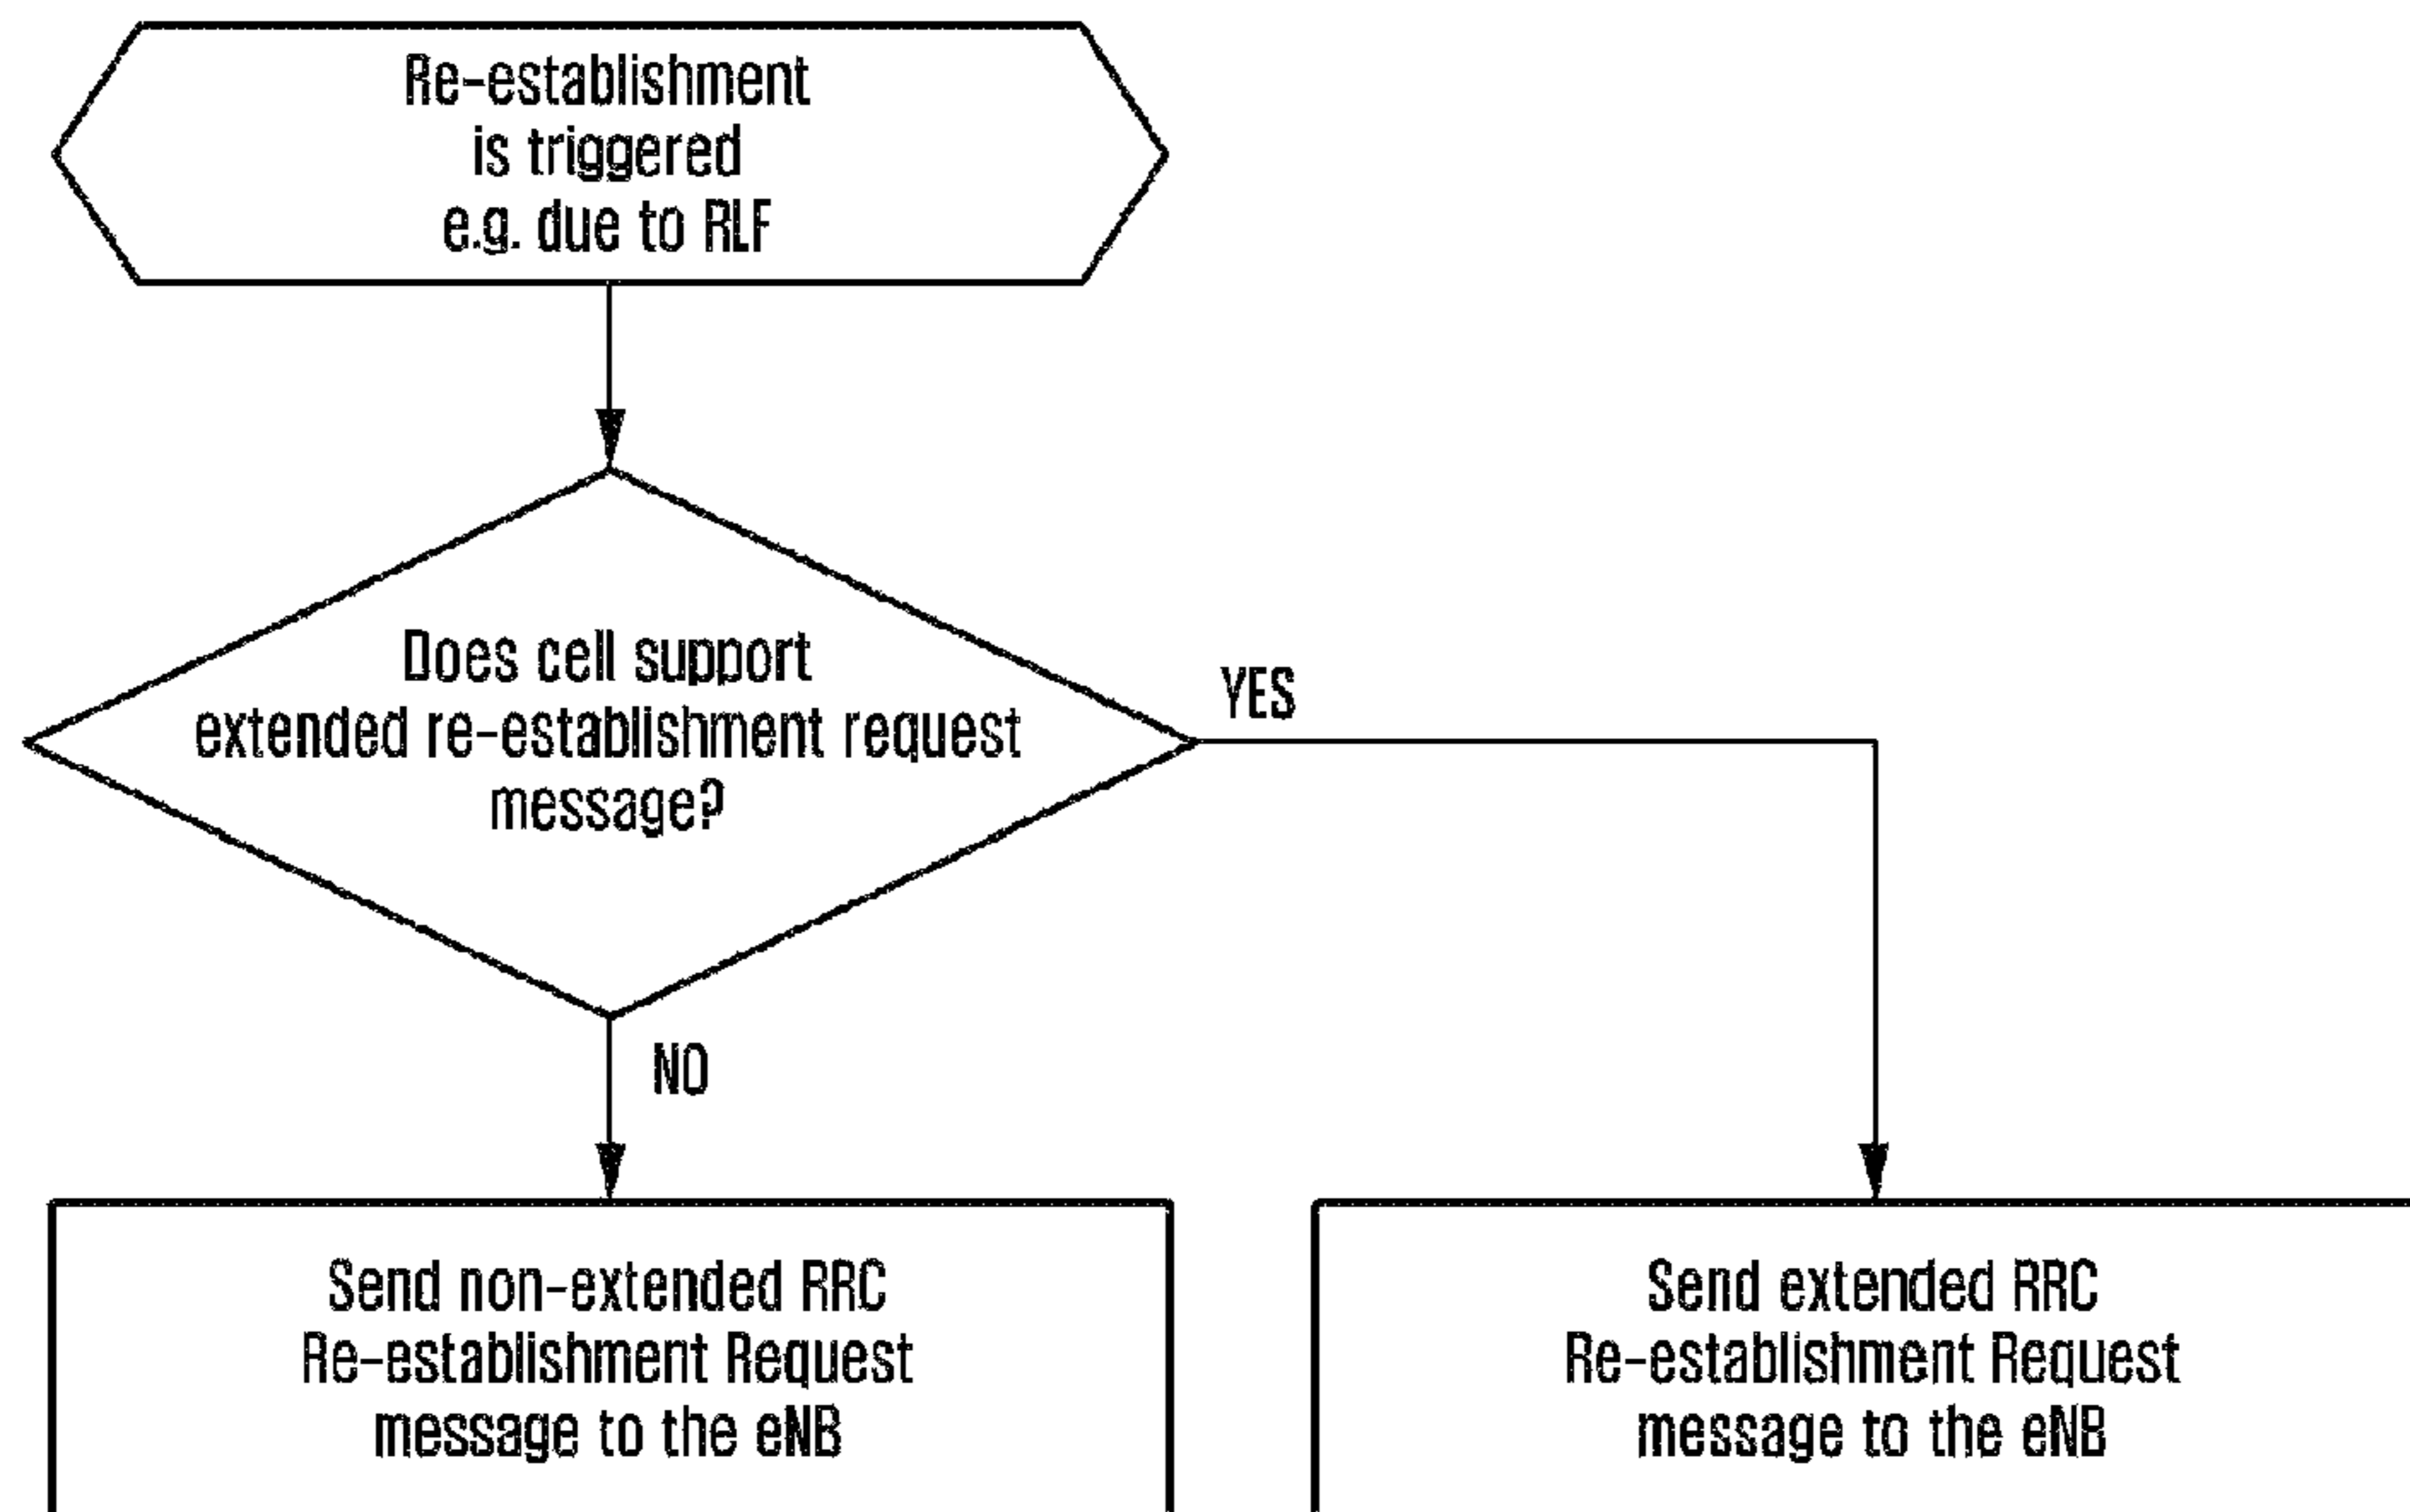 Re-establishment
is triggered
e.g. due to RLF
Does cell support
extended re-establishment request
message?
YES
NO
Send non-extended RRC
Re-establishment Request
message to the eNB
Send extended RRC
Re-establishment Request
message to the eNB